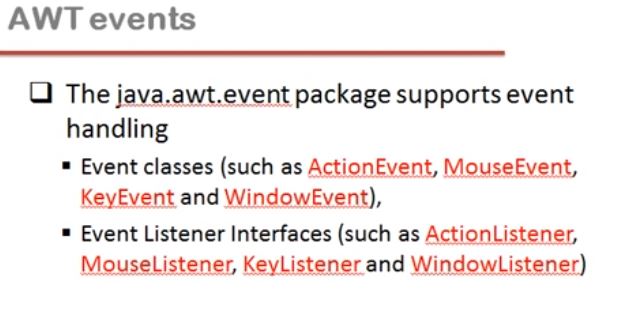 AWT events
❑ The java.awt.event package supports event
handling
▪ Event classes (such as ActionEvent, MouseEvent,
KeyEvent and WindowEvent),
▪ Event Listener Interfaces (such as ActionListener,
MouseListener, KeyListener and WindowListener)